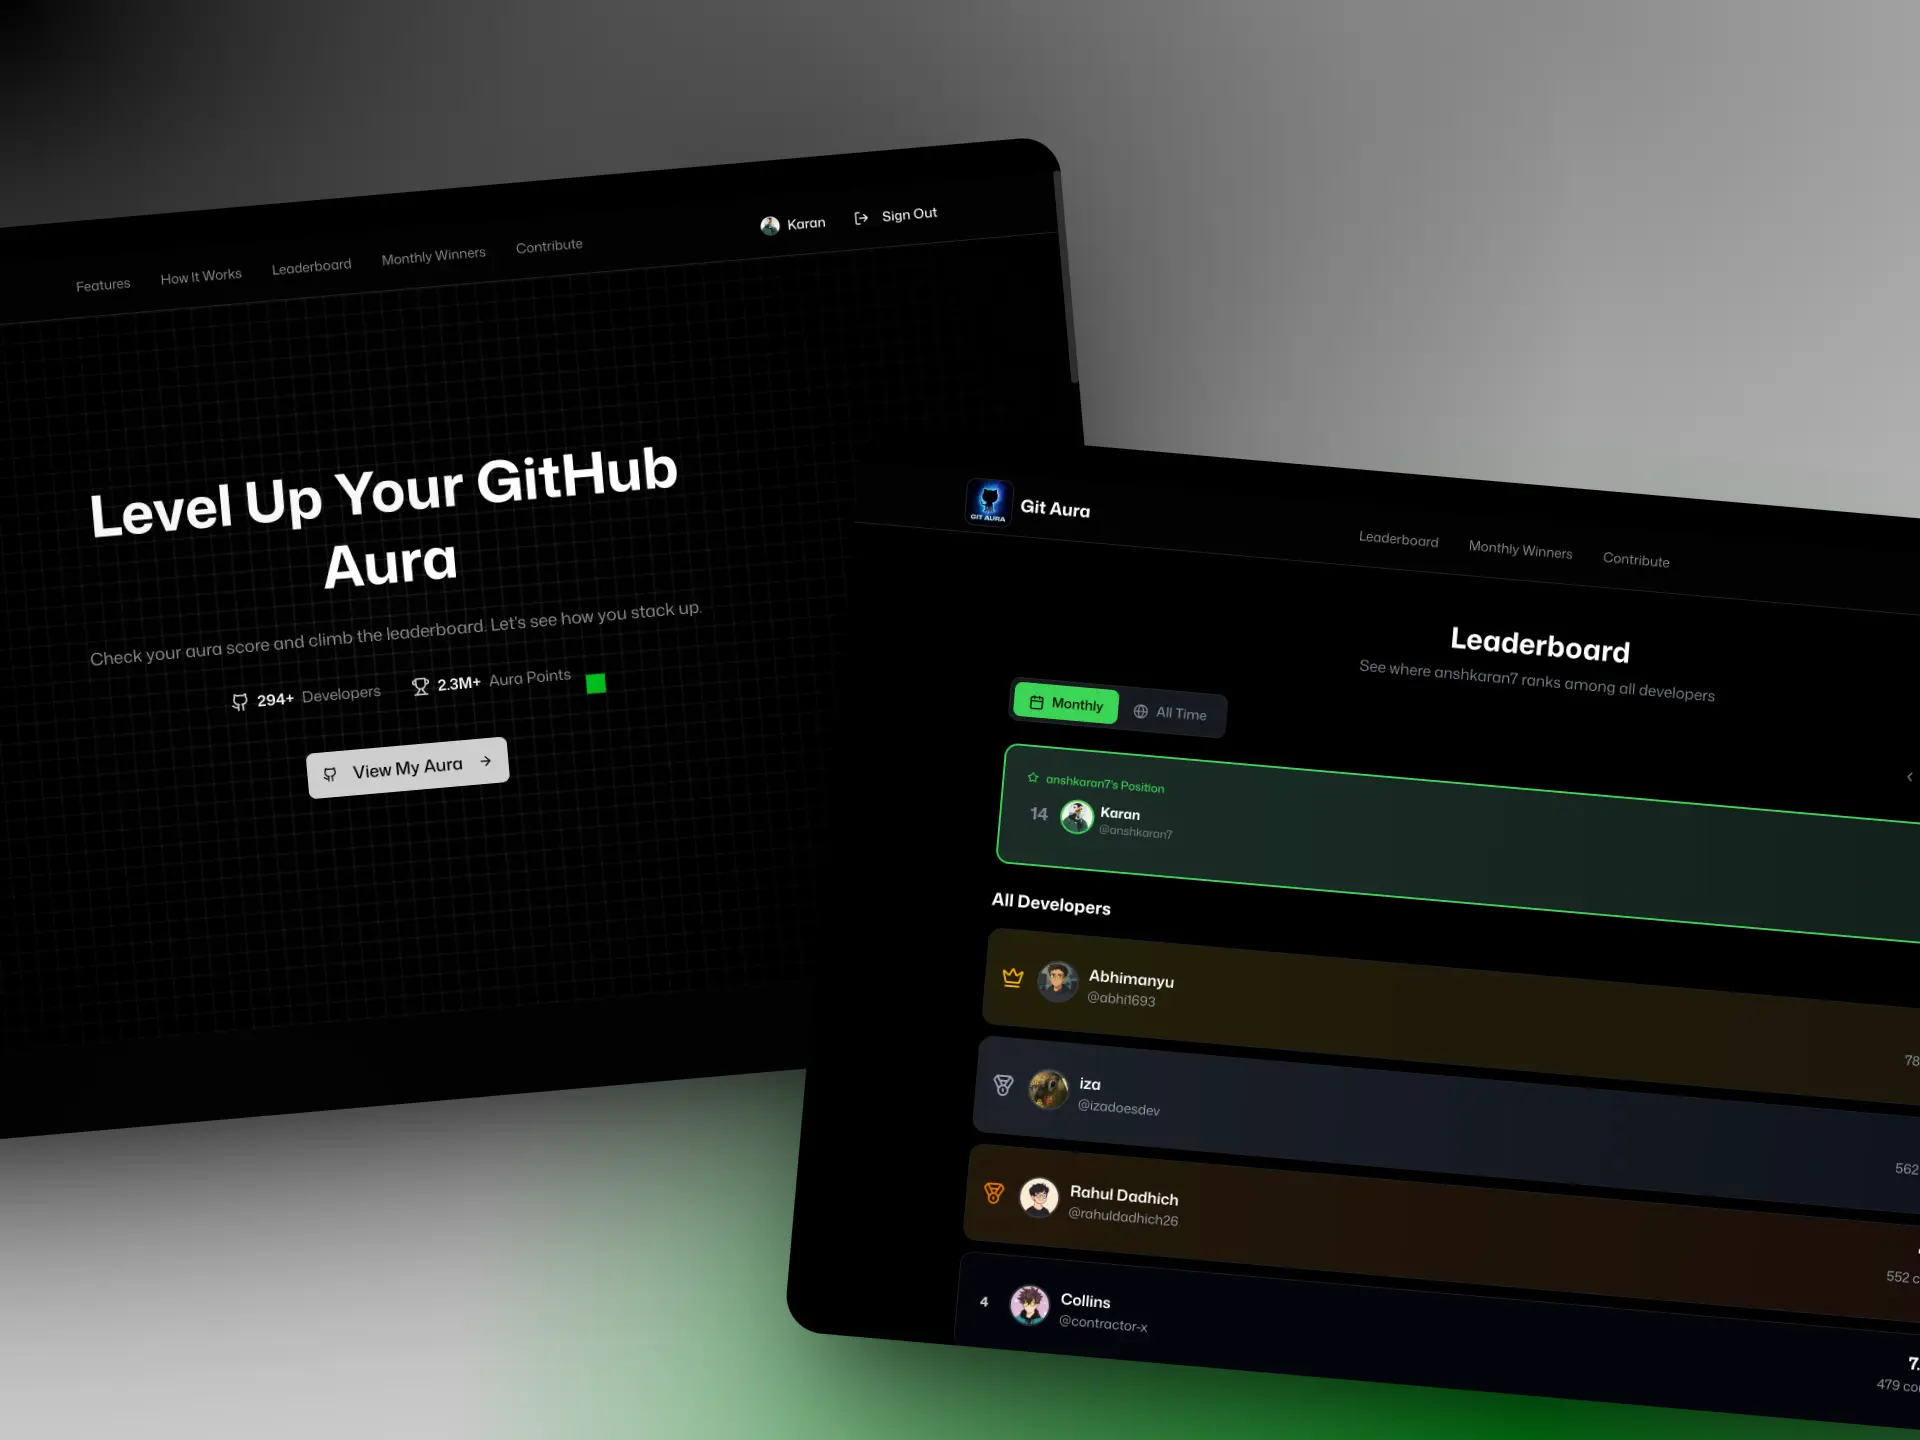 Karan
Sign Out
Features
How It Works
Leaderboard
Monthly Winners
Contribute
Level Up Your GitHub
Aura
Check your aura score and climb the leaderboard. Let's see how you stack up.
294+ Developers
2.3M+ Aura Points
View My Aura
GIT AURA
Git Aura
Leaderboard
Monthly Winners
Contribute
Leaderboard
See where anshkaran7 ranks among all developers
Monthly
All Time
anshkaran7's Position
14
Karan
@anshkaran7
All Developers
Abhimanyu
@abhi1693
78
iza
@izadoesdev
562
Rahul Dadhich
@rahuldadhich26
552 c
4
Collins
@contractor-x
7.
479 co